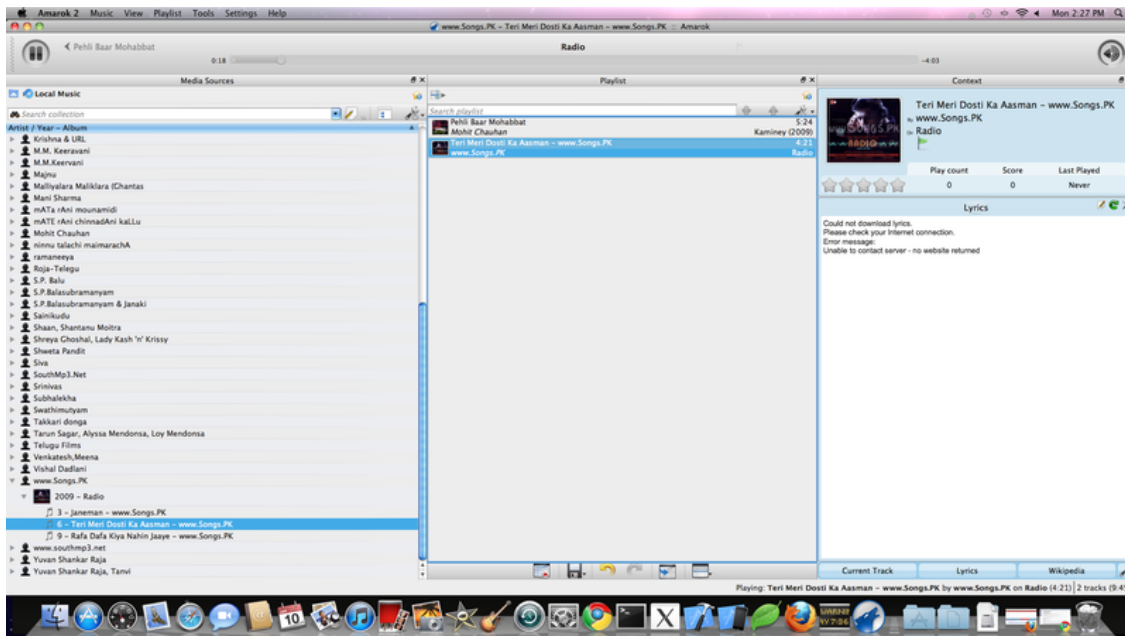 Amarok 2 Music View Playlist Tools Settings Help Mon 2:27 PM
www.Songs.PK – Teri Meri Dosti Ka Aasman – www.Songs.PK :: Amarok
Pehli Baar Mohabbat
Radio
0:18
-4:03
Media Sources
Playlist
Context
Local Music
Search collection
Artist / Year – Album
Krishna & URL
M.M. Keeravani
M.M.Keervani
Majnu
Malliyalara Maliklara (Chantas
Mani Sharma
mATa rAni mounamidi
mATE rAni chinnadAni kaLLu
Mohit Chauhan
ninnu talachi maimarachA
ramaneeya
Roja-Telegu
S.P. Balu
S.P.Balasubramanyam
S.P.Balasubramanyam & Janaki
Sainikudu
Shaan, Shantanu Moitra
Shreya Ghoshal, Lady Kash 'n' Krissy
Shweta Pandit
Siva
SouthMp3.Net
Srinivas
Subhalekha
Swathimutyam
Takkari donga
Tarun Sagar, Alyssa Mendonsa, Loy Mendonsa
Telugu Films
Venkatesh,Meena
Vishal Dadlani
www.Songs.PK
2009 – Radio
3 – Janeman – www.Songs.PK
6 – Teri Meri Dosti Ka Aasman – www.Songs.PK
9 – Rafa Dafa Kiya Nahin Jaaye – www.Songs.PK
www.southmp3.net
Yuvan Shankar Raja
Yuvan Shankar Raja, Tanvi
Search playlist
Pehli Baar Mohabbat 5:24
Mohit Chauhan Kaminey (2009)
Teri Meri Dosti Ka Aasman – www.Songs.PK 4:21
www.Songs.PK Radio
Teri Meri Dosti Ka Aasman – www.Songs.PK
By www.Songs.PK
On Radio
Play count Score Last Played
0 0 Never
Lyrics
Could not download lyrics.
Please check your Internet connection.
Error message:
Unable to contact server - no website returned
Current Track Lyrics Wikipedia
Playing: Teri Meri Dosti Ka Aasman – www.Songs.PK by www.Songs.PK on Radio (4:21) 2 tracks (9:4